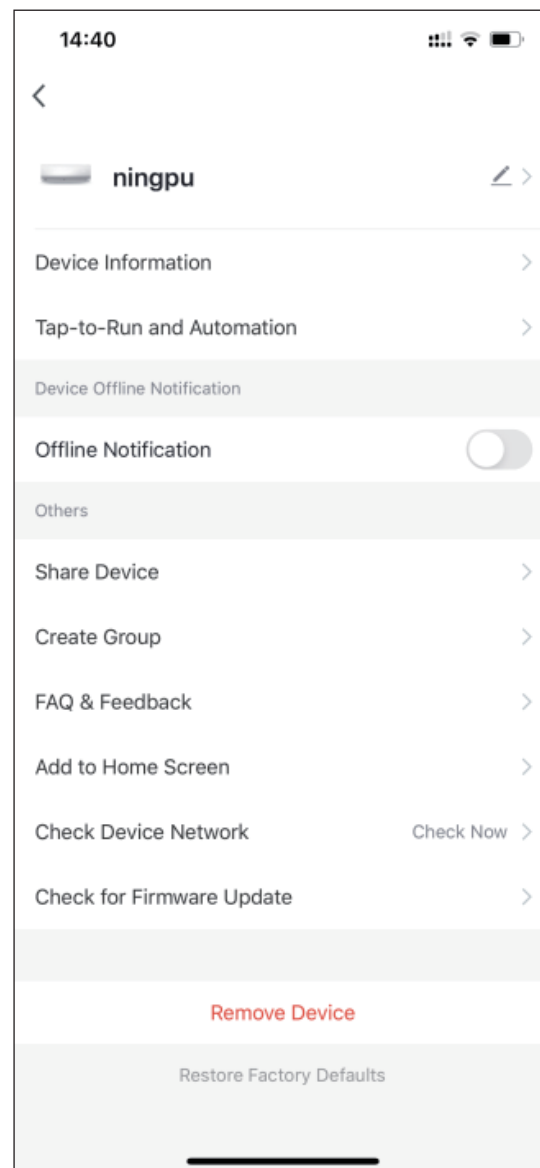 14:40
ningpu
Device Information
Tap-to-Run and Automation
Device Offline Notification
Offline Notification
Others
Share Device
Create Group
FAQ & Feedback
Add to Home Screen
Check Device Network Check Now
Check for Firmware Update
Remove Device
Restore Factory Defaults